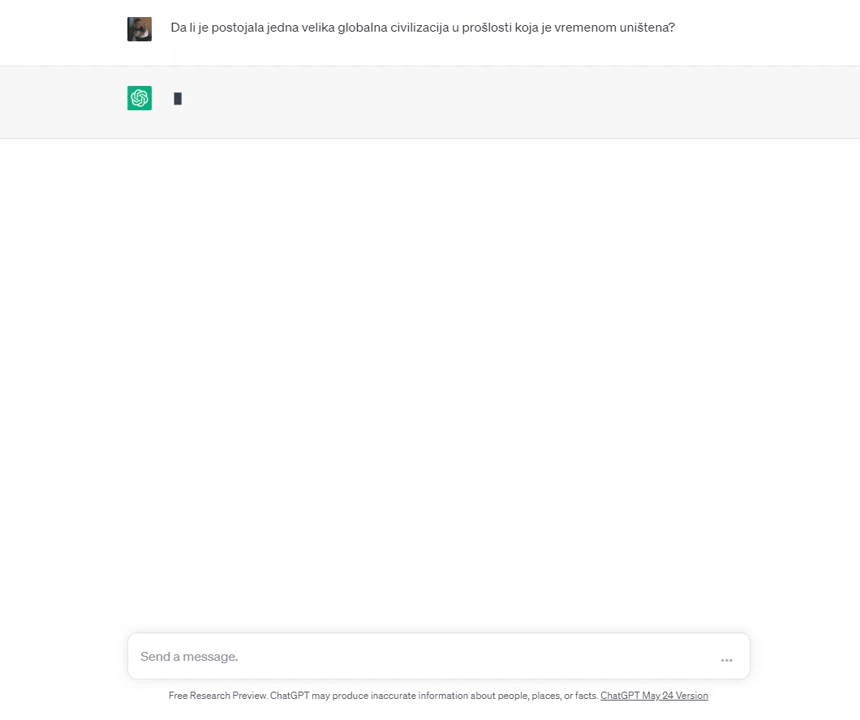 Da li je postojala jedna velika globalna civilizacija u prošlosti koja je vremenom uništena?
Send a message.
Free Research Preview. ChatGPT may produce inaccurate information about people, places, or facts. ChatGPT May 24 Version